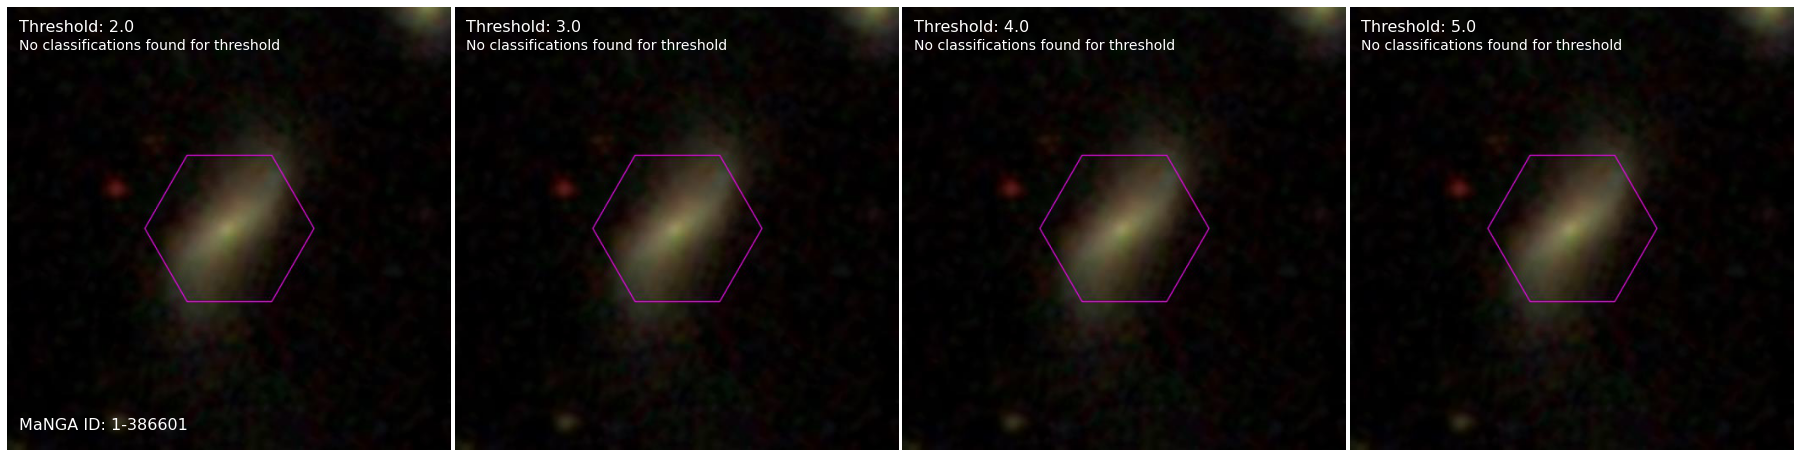 Threshold: 2.0
No classifications found for threshold
MaNGA ID: 1-386601
Threshold: 3.0
No classifications found for threshold
Threshold: 4.0
No classifications found for threshold
Threshold: 5.0
No classifications found for threshold